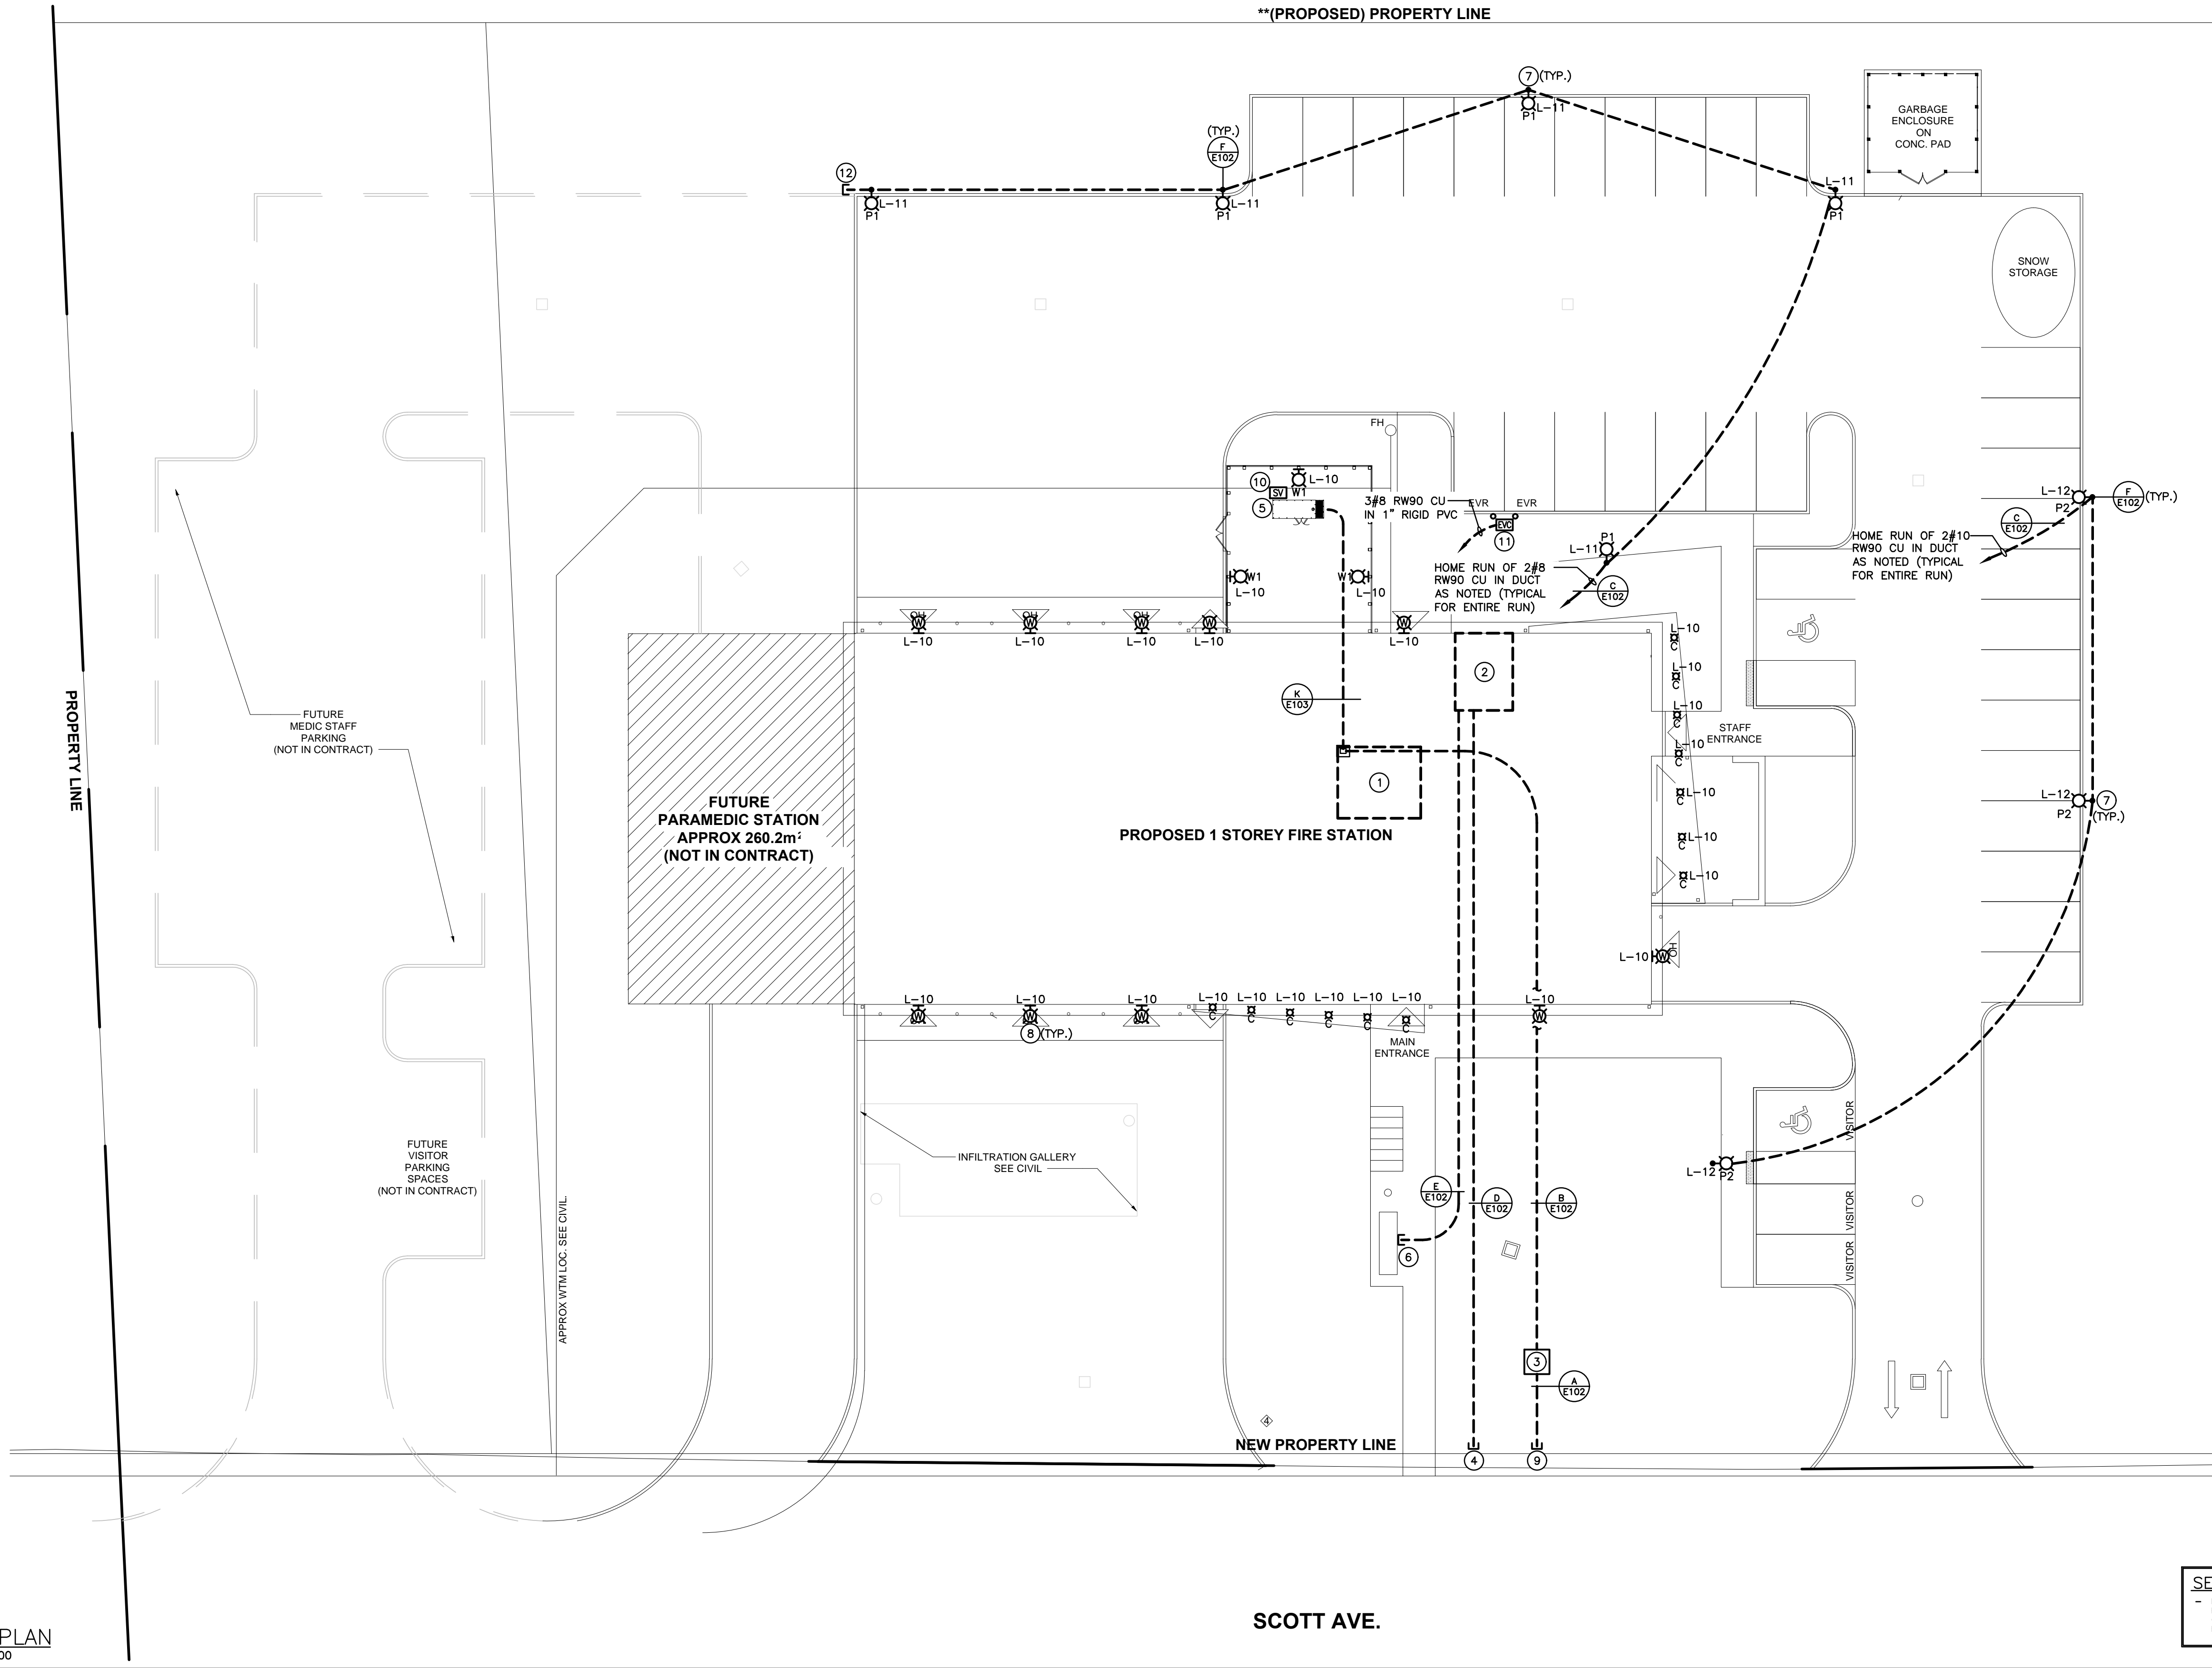 **(PROPOSED) PROPERTY LINE
7 (TYP.)
L-11
P1
GARBAGE
ENCLOSURE
ON
CONC. PAD
(TYP.)
F
E102
12
L-11
P1
L-11
P1
L-11
P1
SNOW
STORAGE
FH
10
SV
W1
L-10
5
3#8 RW90 CU
IN 1" RIGID PVC
EVR
EVR
EVC
11
P1
L-11
L-12
P2
F
E102
(TYP.)
C
E102
HOME RUN OF 2#10
RW90 CU IN DUCT
AS NOTED (TYPICAL
FOR ENTIRE RUN)
HOME RUN OF 2#8
RW90 CU IN DUCT
AS NOTED (TYPICAL
FOR ENTIRE RUN)
C
E102
W1
L-10
W1
L-10
OH
W
L-10
OH
W
L-10
OH
W
L-10
W
L-10
W
L-10
L-10
C
L-10
C
L-10
C
L-10
C
L-10
C
L-10
C
L-10
C
2
K
E103
1
STAFF
ENTRANCE
PROPERTY LINE
FUTURE
MEDIC STAFF
PARKING
(NOT IN CONTRACT)
FUTURE
PARAMEDIC STATION
APPROX 260.2m²
(NOT IN CONTRACT)
PROPOSED 1 STOREY FIRE STATION
L-12
P2
7
(TYP.)
L-10
W
OH
L-10
W
L-10
W
8 (TYP.)
L-10
W
L-10
C
L-10
C
L-10
C
L-10
C
L-10
C
L-10
C
L-10
W
MAIN
ENTRANCE
INFILTRATION GALLERY
SEE CIVIL
FUTURE
VISITOR
PARKING
SPACES
(NOT IN CONTRACT)
APPROX WTM LOC. SEE CIVIL.
L-12
P2
VISITOR
VISITOR
VISITOR
E
E102
D
E102
B
E102
6
3
A
E102
4
NEW PROPERTY LINE
4
9
SCOTT AVE.
PLAN
00